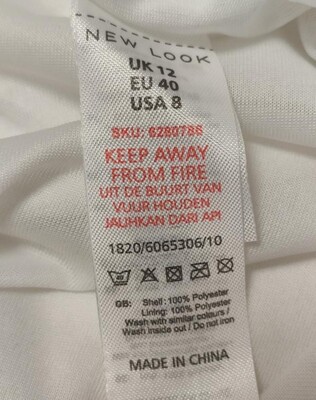 NEW LOOK
UK 12
EU 40
USA 8
SKU: 6280786
KEEP AWAY
FROM FIRE
UIT DE BUURT VAN
VUUR HOUDEN
JAUHKAN DARI API
1820/6065306/10
40
GB: Shell: 100% Polyester
Lining: 100% Polyester
Wash with similar colours /
Wash inside out / Do not iron
MADE IN CHINA